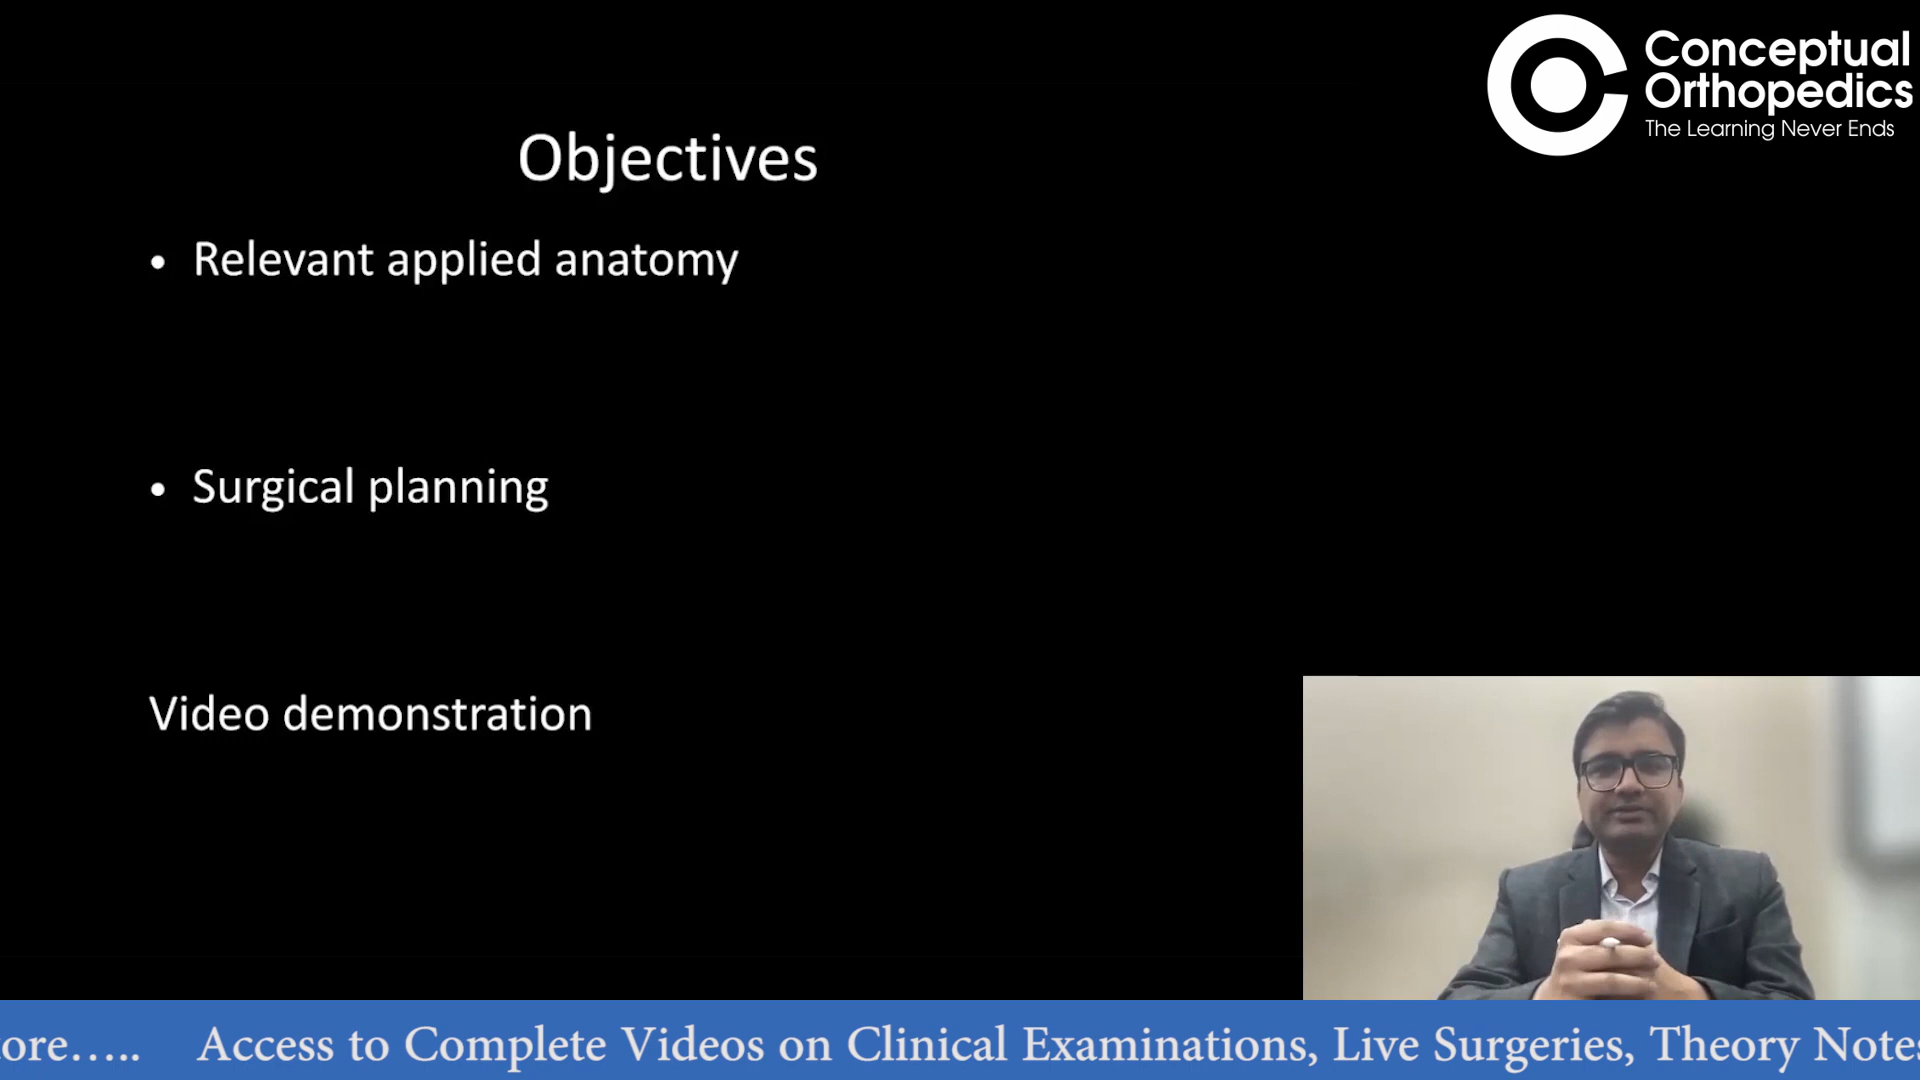 Conceptual
Orthopedics
The Learning Never Ends
Objectives
• Relevant applied anatomy
• Surgical planning
Video demonstration
ore..... Access to Complete Videos on Clinical Examinations, Live Surgeries, Theory Notes